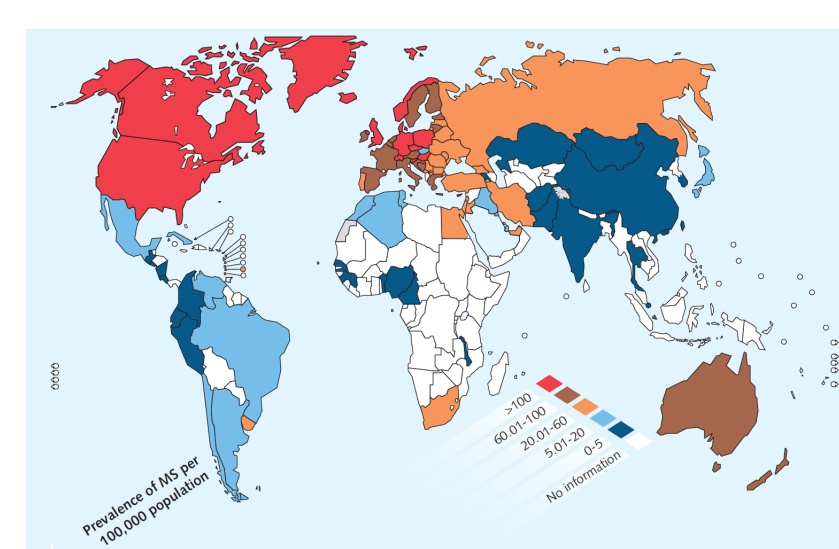 >100
60.01-100
20.01-60
5.01-20
0-5
No information
Prevalence of MS per
100,000 population